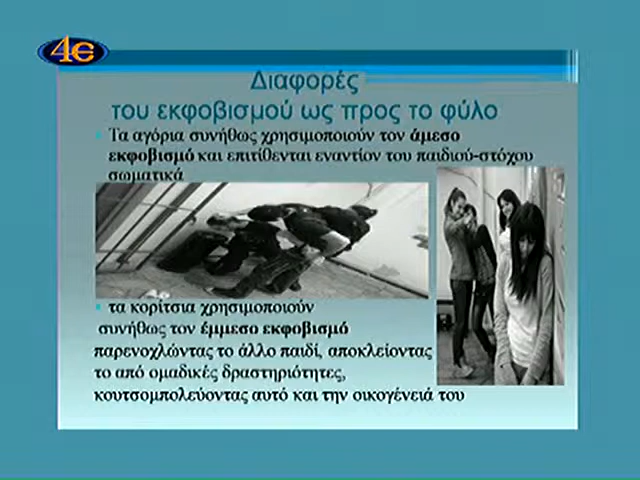 4e
Διαφορές
του εκφοβισμού ως προς το φύλο
Τα αγόρια συνήθως χρησιμοποιούν τον άμεσο
εκφοβισμό και επιτίθενται εναντίον του παιδιού-στόχου
σωματικά
τα κορίτσια χρησιμοποιούν
συνήθως τον έμμεσο εκφοβισμό
παρενοχλώντας το άλλο παιδί, αποκλείοντας
το από ομαδικές δραστηριότητες,
κουτσομπολεύοντας αυτό και την οικογένειά του